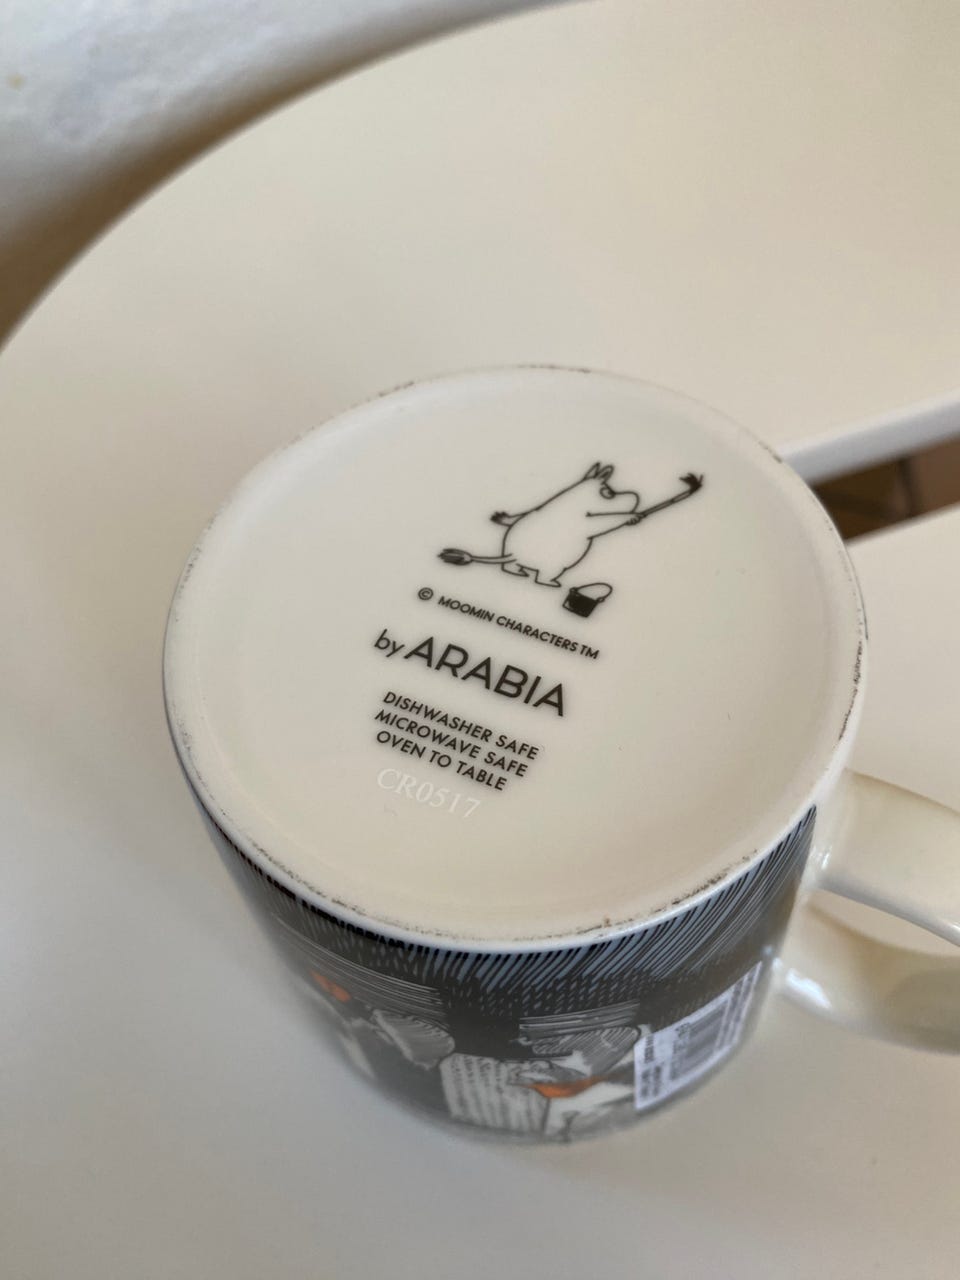 © MOOMIN CHARACTERS TM
by ARABIA
DISHWASHER SAFE
MICROWAVE SAFE
OVEN TO TABLE
CR0517